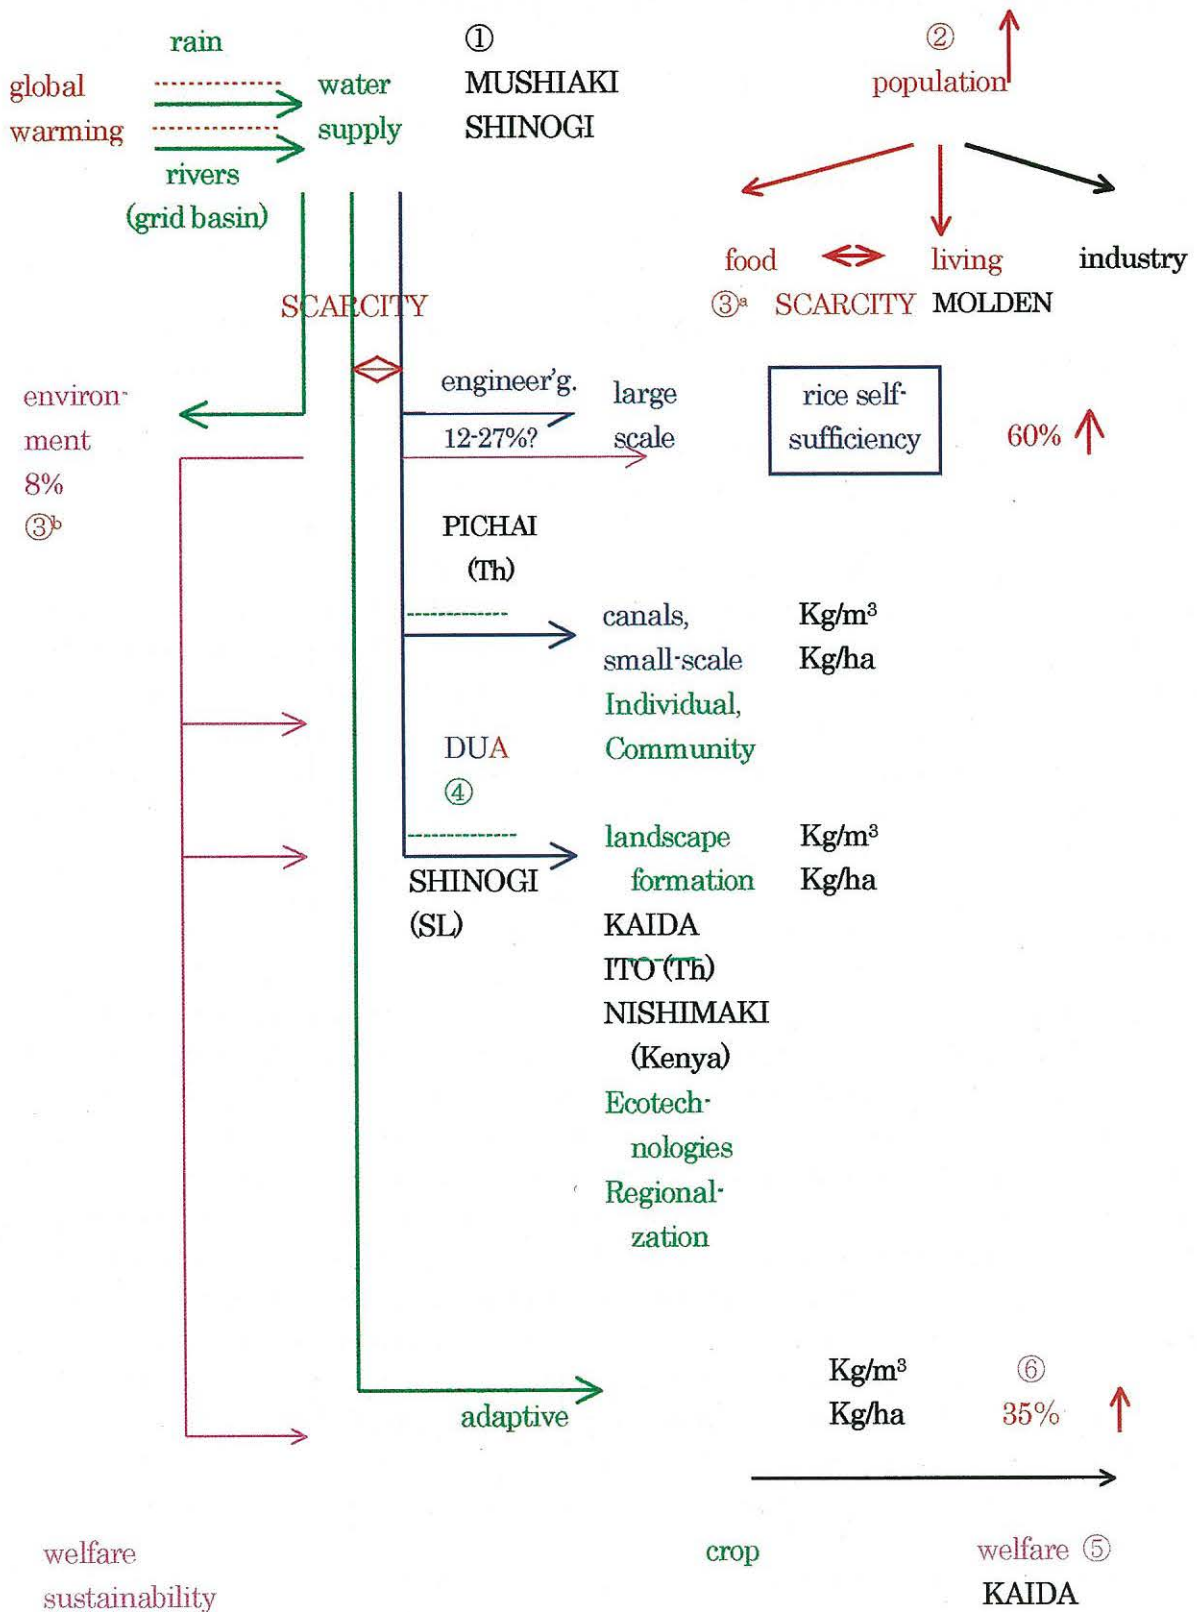 rain
①
②
global
water
MUSHIAKI
population
warming
supply
SHINOGI
rivers
(grid basin)
food
living
industry
SCARCITY
③a
SCARCITY
MOLDEN
environ-
ment
8%
③b
engineer'g.
12-27%?
large
scale
rice self-
sufficiency
60%
PICHAI
(Th)
canals,
small-scale
Individual,
Community
Kg/m³
Kg/ha
DUA
④
landscape
formation
Kg/m³
Kg/ha
SHINOGI
(SL)
KAIDA
ITO (Th)
NISHIMAKI
(Kenya)
Ecotech-
nologies
Regional-
zation
Kg/m³
⑥
adaptive
Kg/ha
35%
welfare
sustainability
crop
welfare ⑤
KAIDA